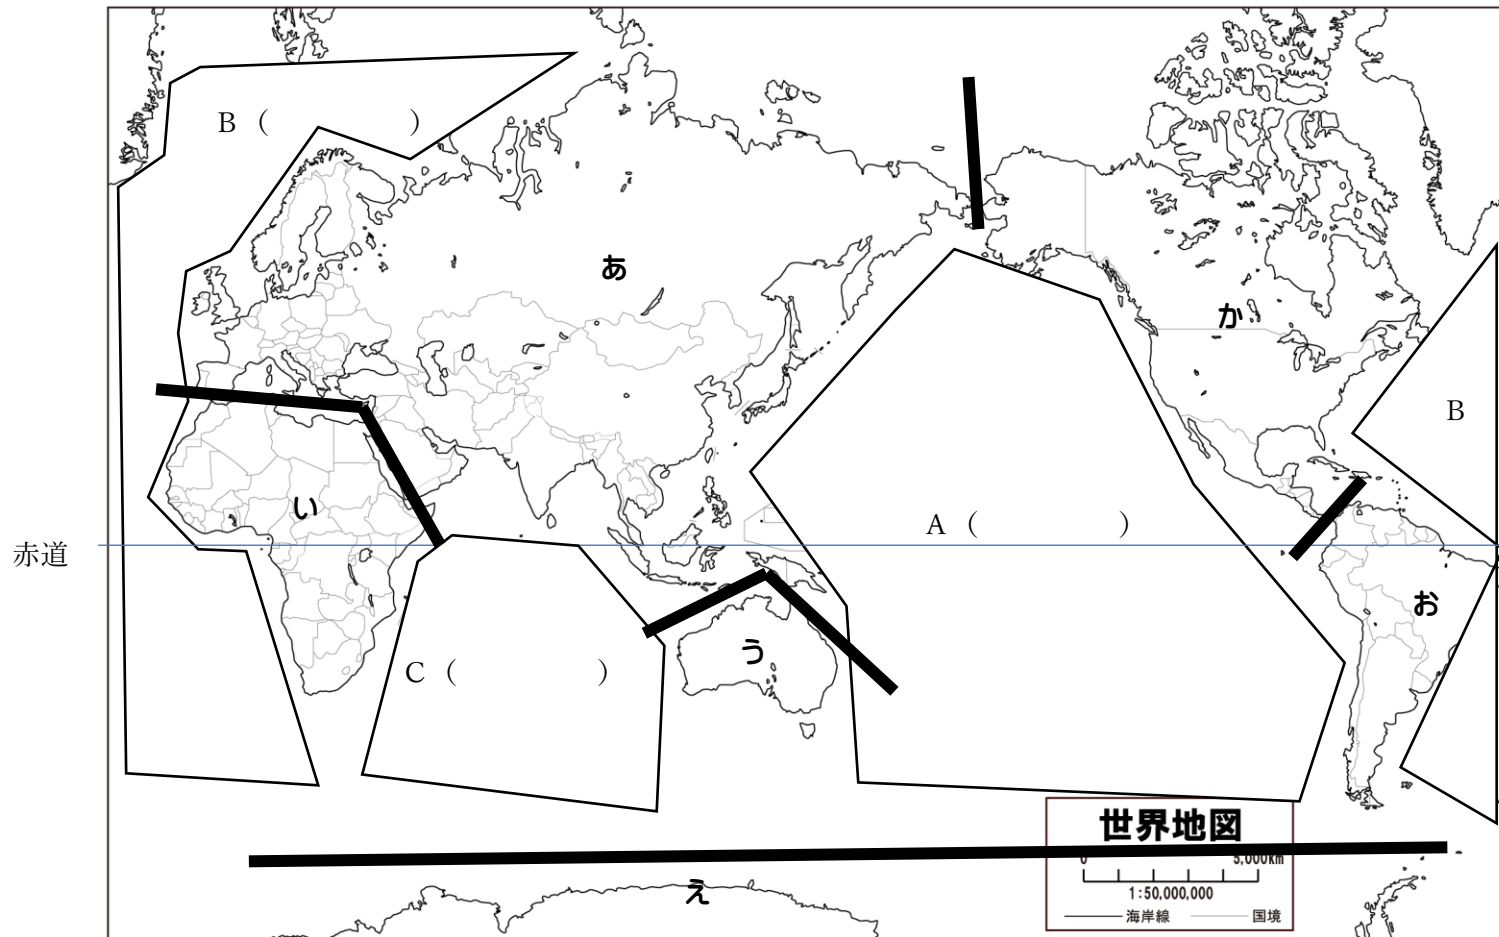 B（　　　　　）
あ
か
B
い
A（　　　　　）
赤道
お
う
C（　　　　　）
世界地図
0 5,000km
1:50,000,000
海岸線 国境
え